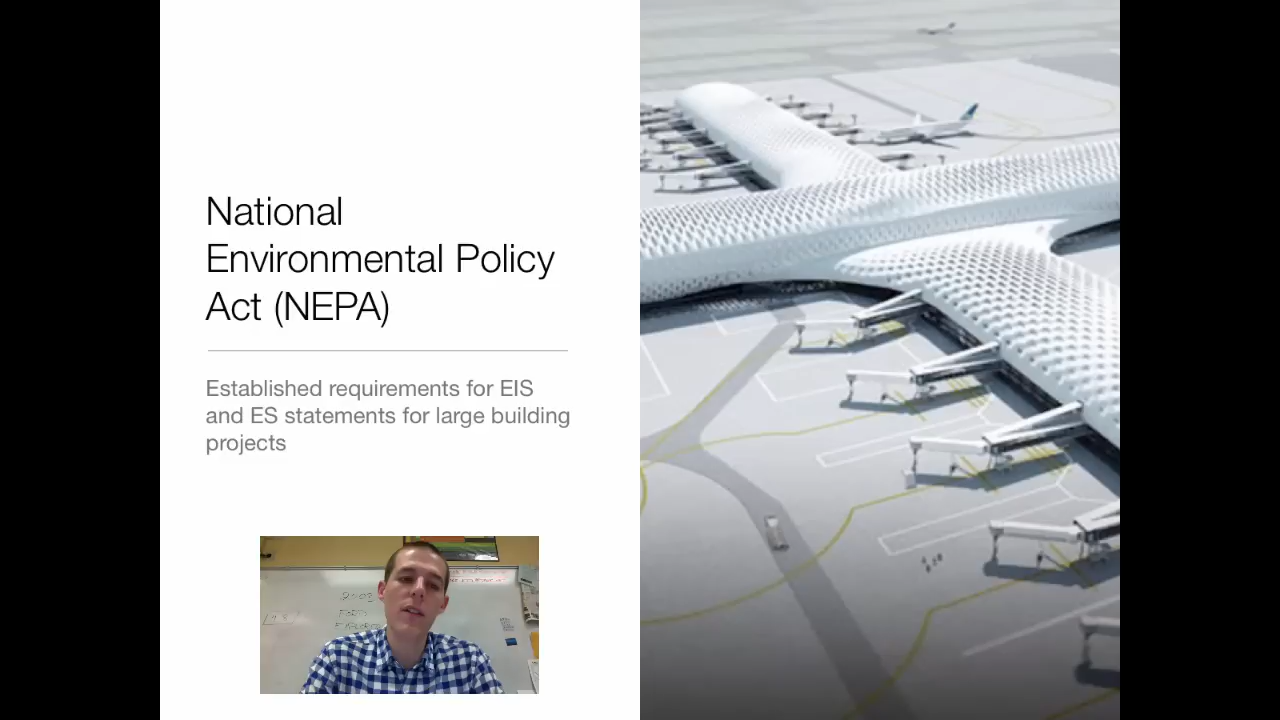 National
Environmental Policy
Act (NEPA)
Established requirements for EIS
and ES statements for large building
projects